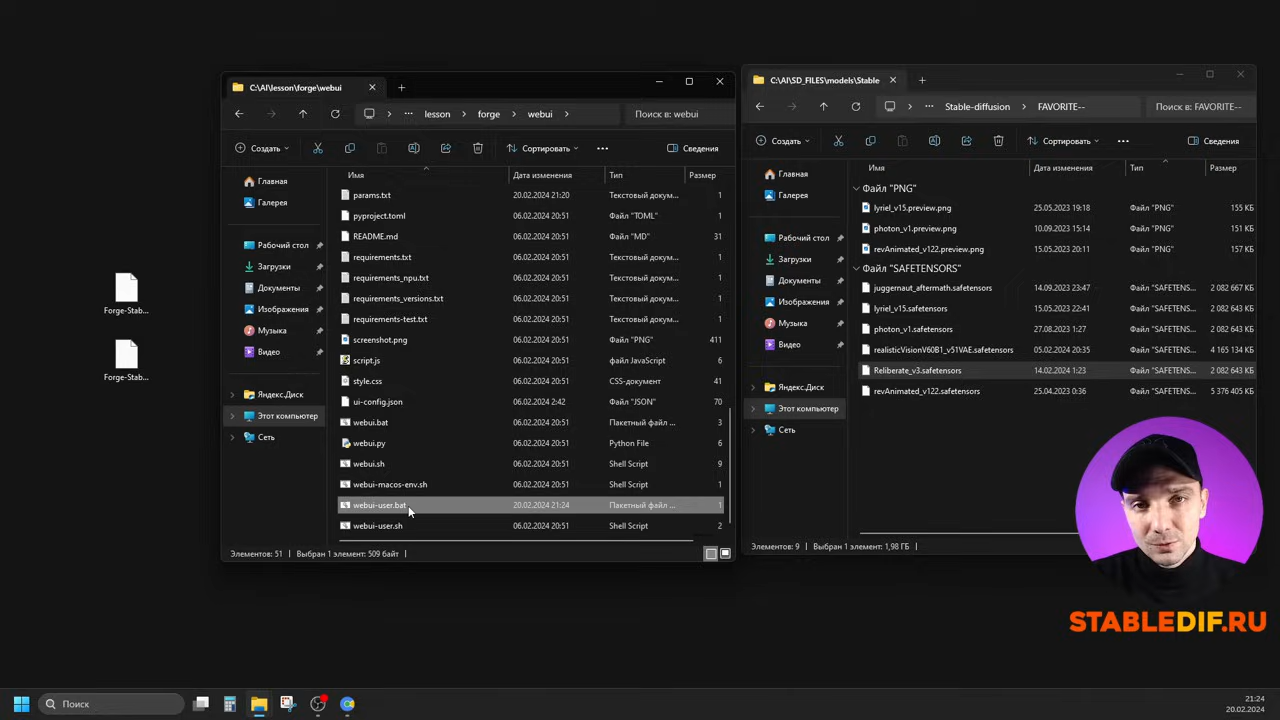 C:\AI\lesson\forge\webui
lesson
forge
webui
Поиск в: webui
Создать
Сортировать
Сведения
Имя
Дата изменения
Тип
Размер
Главная
Галерея
Рабочий стол
Загрузки
Документы
Изображения
Музыка
Видео
Яндекс.Диск
Этот компьютер
Сеть
params.txt 20.02.2024 21:20 Текстовый докум... 1
pyproject.toml 06.02.2024 20:51 Файл "TOML" 1
README.md 06.02.2024 20:51 Файл "MD" 31
requirements.txt 06.02.2024 20:51 Текстовый докум... 1
requirements_npu.txt 06.02.2024 20:51 Текстовый докум... 1
requirements_versions.txt 06.02.2024 20:51 Текстовый докум... 1
requirements-test.txt 06.02.2024 20:51 Текстовый докум... 1
screenshot.png 06.02.2024 20:51 Файл "PNG" 411
script.js 06.02.2024 20:51 файл JavaScript 6
style.css 06.02.2024 20:51 CSS-документ 41
ui-config.json 06.02.2024 2:42 Файл "JSON" 70
webui.bat 06.02.2024 20:51 Пакетный файл ... 3
webui.py 06.02.2024 20:51 Python File 6
webui.sh 06.02.2024 20:51 Shell Script 9
webui-macos-env.sh 06.02.2024 20:51 Shell Script 1
webui-user.bat 20.02.2024 21:24 Пакетный файл ... 1
webui-user.sh 06.02.2024 20:51 Shell Script 2
Элементов: 51 Выбран 1 элемент: 509 байт
C:\AI\SD_FILES\models\Stable
Stable-diffusion
FAVORITE--
Поиск в: FAVORITE--
Создать
Сортировать
Сведения
Имя
Дата изменения
Тип
Размер
Главная
Галерея
Рабочий стол
Загрузки
Документы
Изображения
Музыка
Видео
Яндекс.Диск
Этот компьютер
Сеть
Файл "PNG"
lyriel_v15.preview.png 25.05.2023 19:18 Файл "PNG" 155 КБ
photon_v1.preview.png 10.09.2023 15:14 Файл "PNG" 151 КБ
revAnimated_v122.preview.png 15.05.2023 20:11 Файл "PNG" 157 КБ
Файл "SAFETENSORS"
juggernaut_aftermath.safetensors 14.09.2023 23:47 Файл "SAFETENS... 2 082 667 КБ
lyriel_v15.safetensors 15.05.2023 22:41 Файл "SAFETENS... 2 082 643 КБ
photon_v1.safetensors 27.08.2023 1:27 Файл "SAFETENS... 2 082 643 КБ
realisticVisionV60B1_v51VAE.safetensors 05.02.2024 20:35 Файл "SAFETENS... 4 165 134 КБ
Reliberate_v3.safetensors 14.02.2024 1:23 Файл "SAFETENS... 2 082 643 КБ
revAnimated_v122.safetensors 25.04.2023 0:36 Файл "SAFETENS... 5 376 405 КБ
Элементов: 9 Выбран 1 элемент: 1,98 ГБ
Forge-Stab...
Forge-Stab...
STABLEDIF.RU
Поиск
21:24
20.02.2024